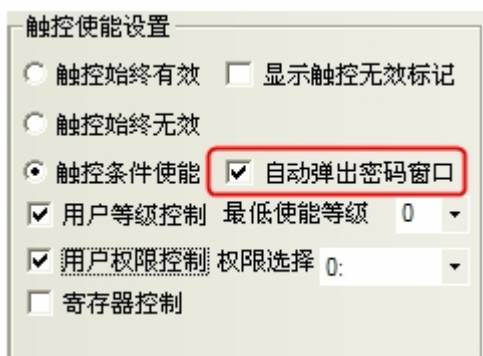 触控使能设置
触控始终有效 显示触控无效标记
触控始终无效
触控条件使能 自动弹出密码窗口
用户等级控制 最低使能等级 0
用户权限控制 权限选择 0:
寄存器控制